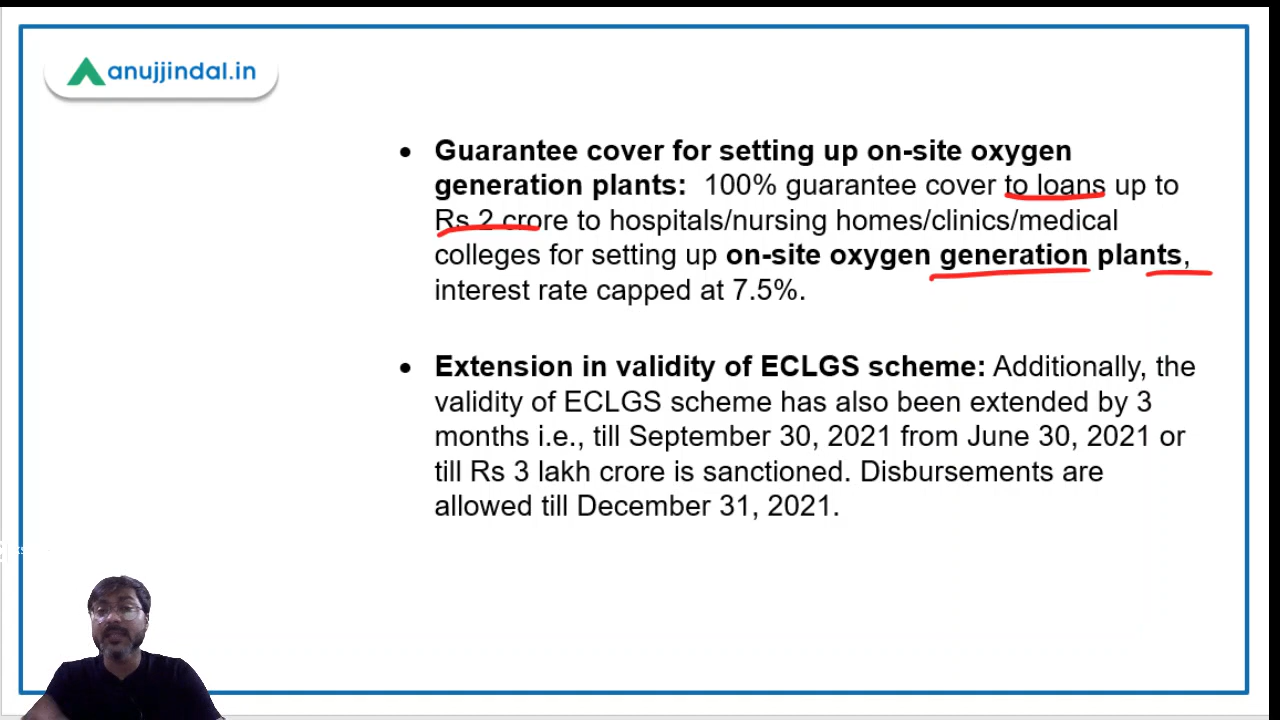 anujjindal.in
• Guarantee cover for setting up on-site oxygen
generation plants: 100% guarantee cover to loans up to
Rs 2 crore to hospitals/nursing homes/clinics/medical
colleges for setting up on-site oxygen generation plants,
interest rate capped at 7.5%.
• Extension in validity of ECLGS scheme: Additionally, the
validity of ECLGS scheme has also been extended by 3
months i.e., till September 30, 2021 from June 30, 2021 or
till Rs 3 lakh crore is sanctioned. Disbursements are
allowed till December 31, 2021.